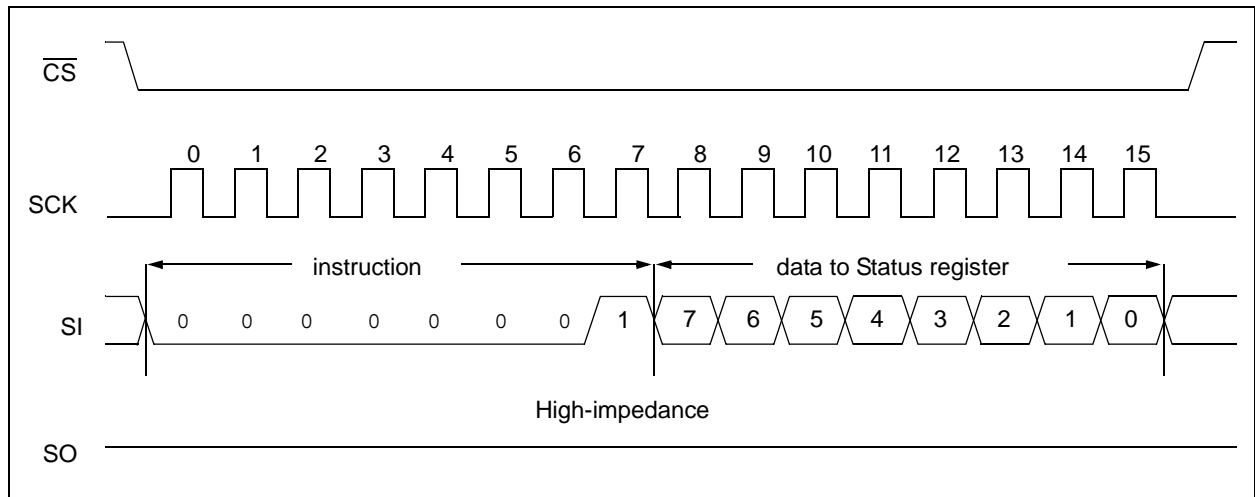 CS
0 1 2 3 4 5 6 7 8 9 10 11 12 13 14 15
SCK
instruction
data to Status register
SI
0 0 0 0 0 0 0 1 7 6 5 4 3 2 1 0
High-impedance
SO